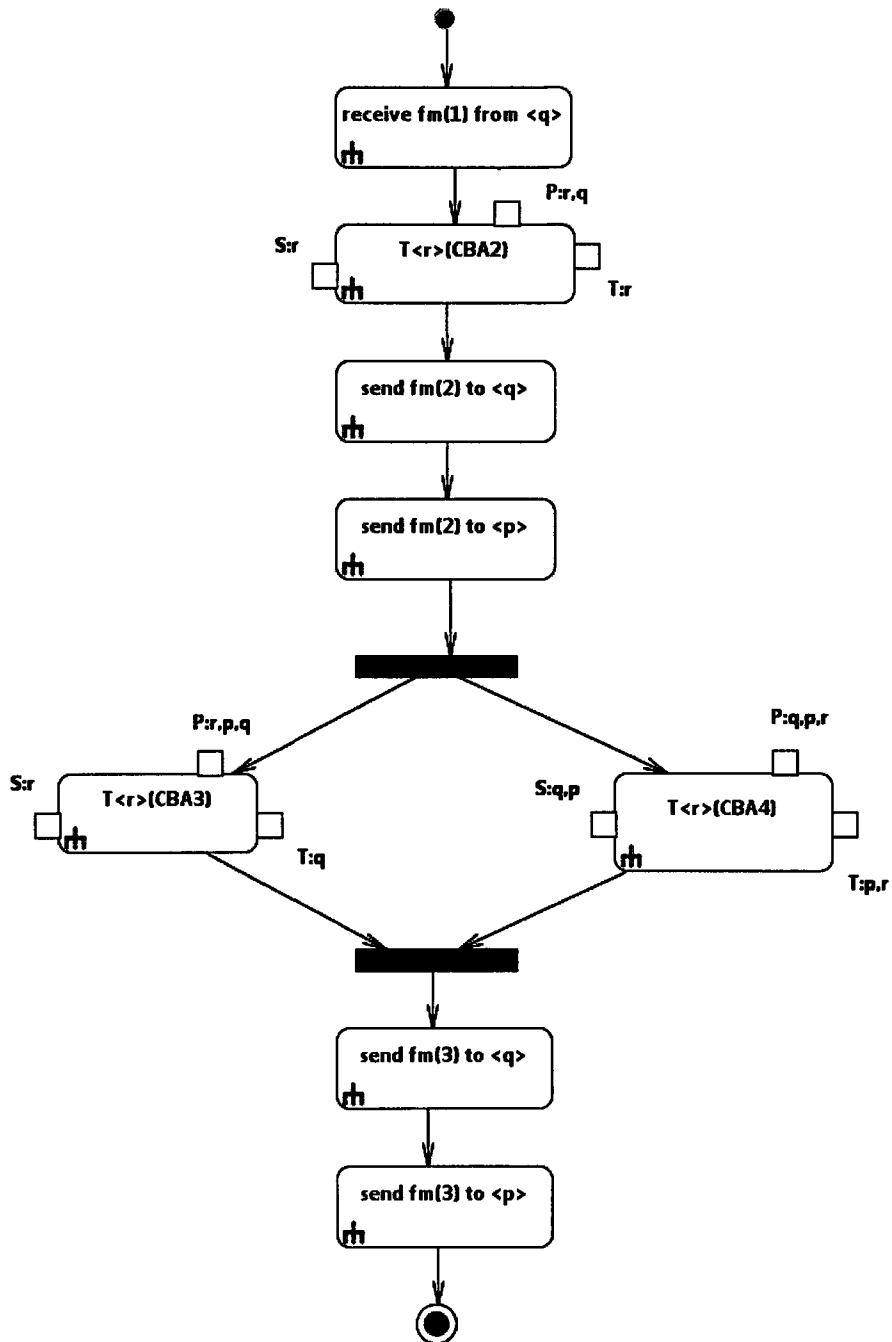 receive fm(1) from <q>
P:r,q
S:r
T<r>(CBA2)
T:r
send fm(2) to <q>
send fm(2) to <p>
P:r,p,q
S:r
T<r>(CBA3)
T:q
P:q,p,r
S:q,p
T<r>(CBA4)
T:p,r
send fm(3) to <q>
send fm(3) to <p>